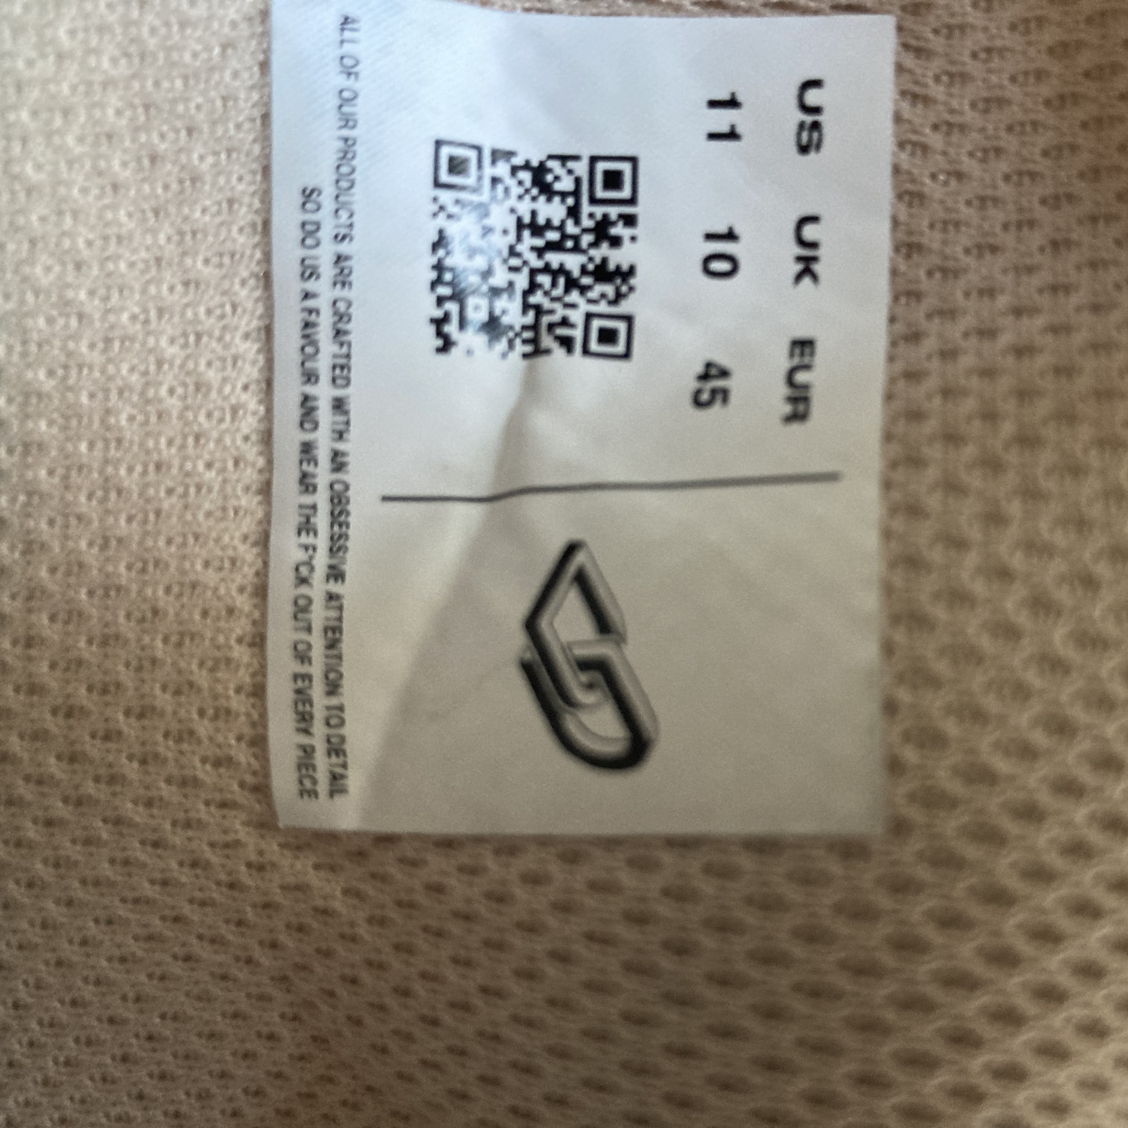 US UK EUR
11 10 45
ALL OF OUR PRODUCTS ARE CRAFTED WITH AN OBSESSIVE ATTENTION TO DETAIL
SO DO US A FAVOUR AND WEAR THE F*CK OUT OF EVERY PIECE